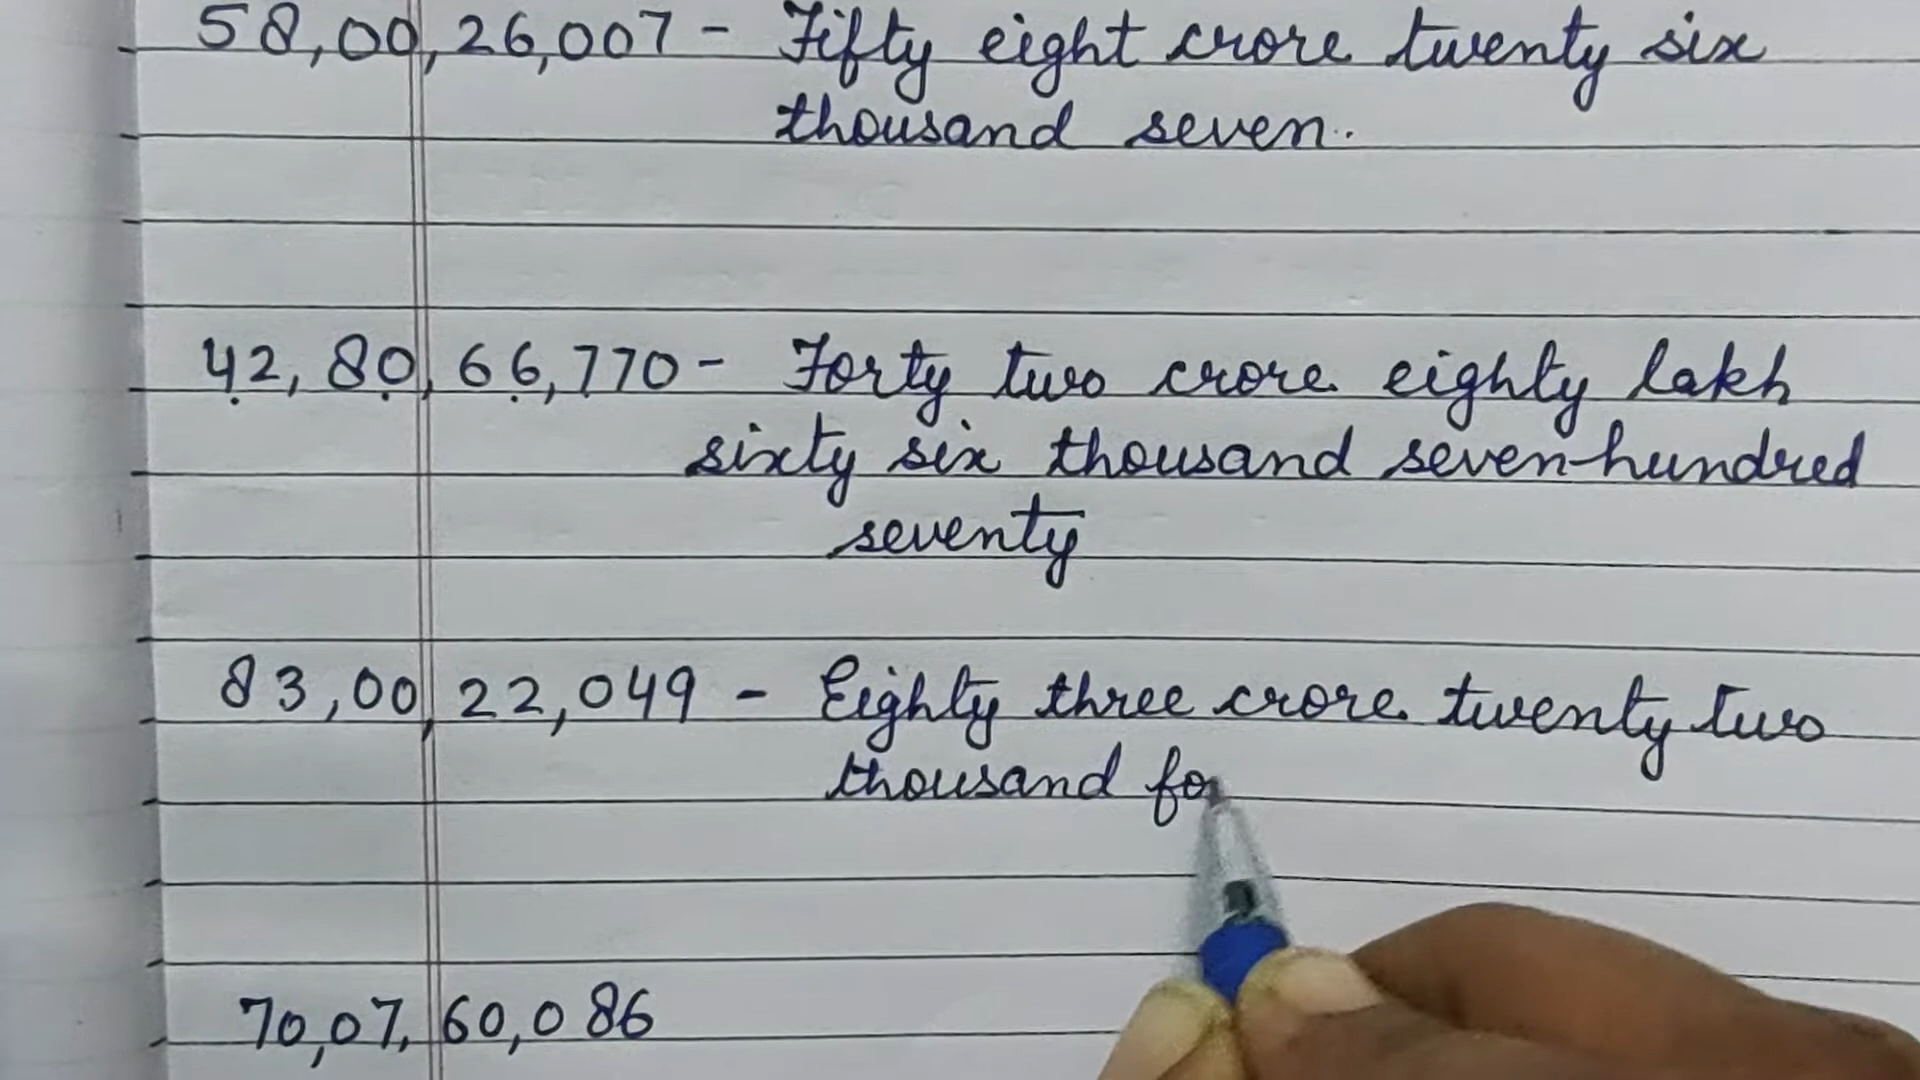 58,00,26,007 - Fifty eight crore twenty six
thousand seven.
42,80,66,770 - Forty two crore eighty lakh
sixty six thousand seven-hundred
seventy
83,00,22,049 - Eighty three crore twenty two
thousand fo
70,07,60,086